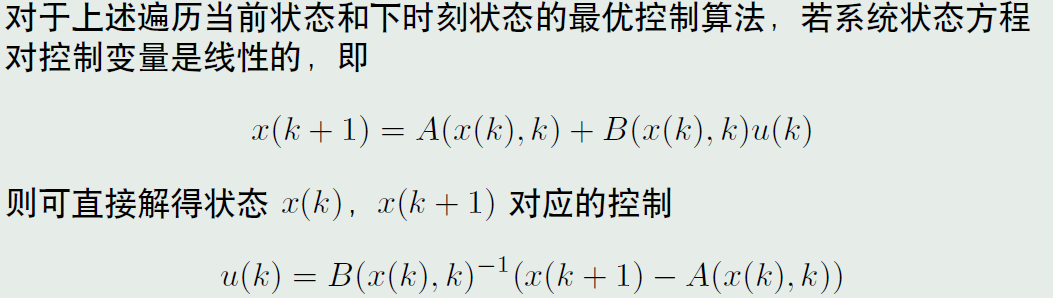 对于上述遍历当前状态和下时刻状态的最优控制算法，若系统状态方程
对控制变量是线性的，即
x(k + 1) = A(x(k), k) + B(x(k), k)u(k)
则可直接解得状态 x(k)，x(k + 1) 对应的控制
u(k) = B(x(k), k)⁻¹(x(k + 1) − A(x(k), k))